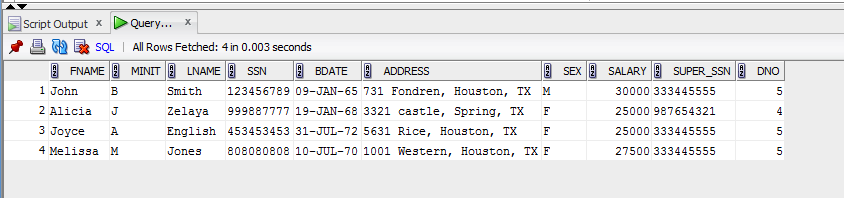 Script Output x Query... x
SQL | All Rows Fetched: 4 in 0.003 seconds
FNAME MINIT LNAME SSN BDATE ADDRESS SEX SALARY SUPER_SSN DNO
1 John B Smith 123456789 09-JAN-65 731 Fondren, Houston, TX M 30000 333445555 5
2 Alicia J Zelaya 999887777 19-JAN-68 3321 castle, Spring, TX F 25000 987654321 4
3 Joyce A English 453453453 31-JUL-72 5631 Rice, Houston, TX F 25000 333445555 5
4 Melissa M Jones 808080808 10-JUL-70 1001 Western, Houston, TX F 27500 333445555 5